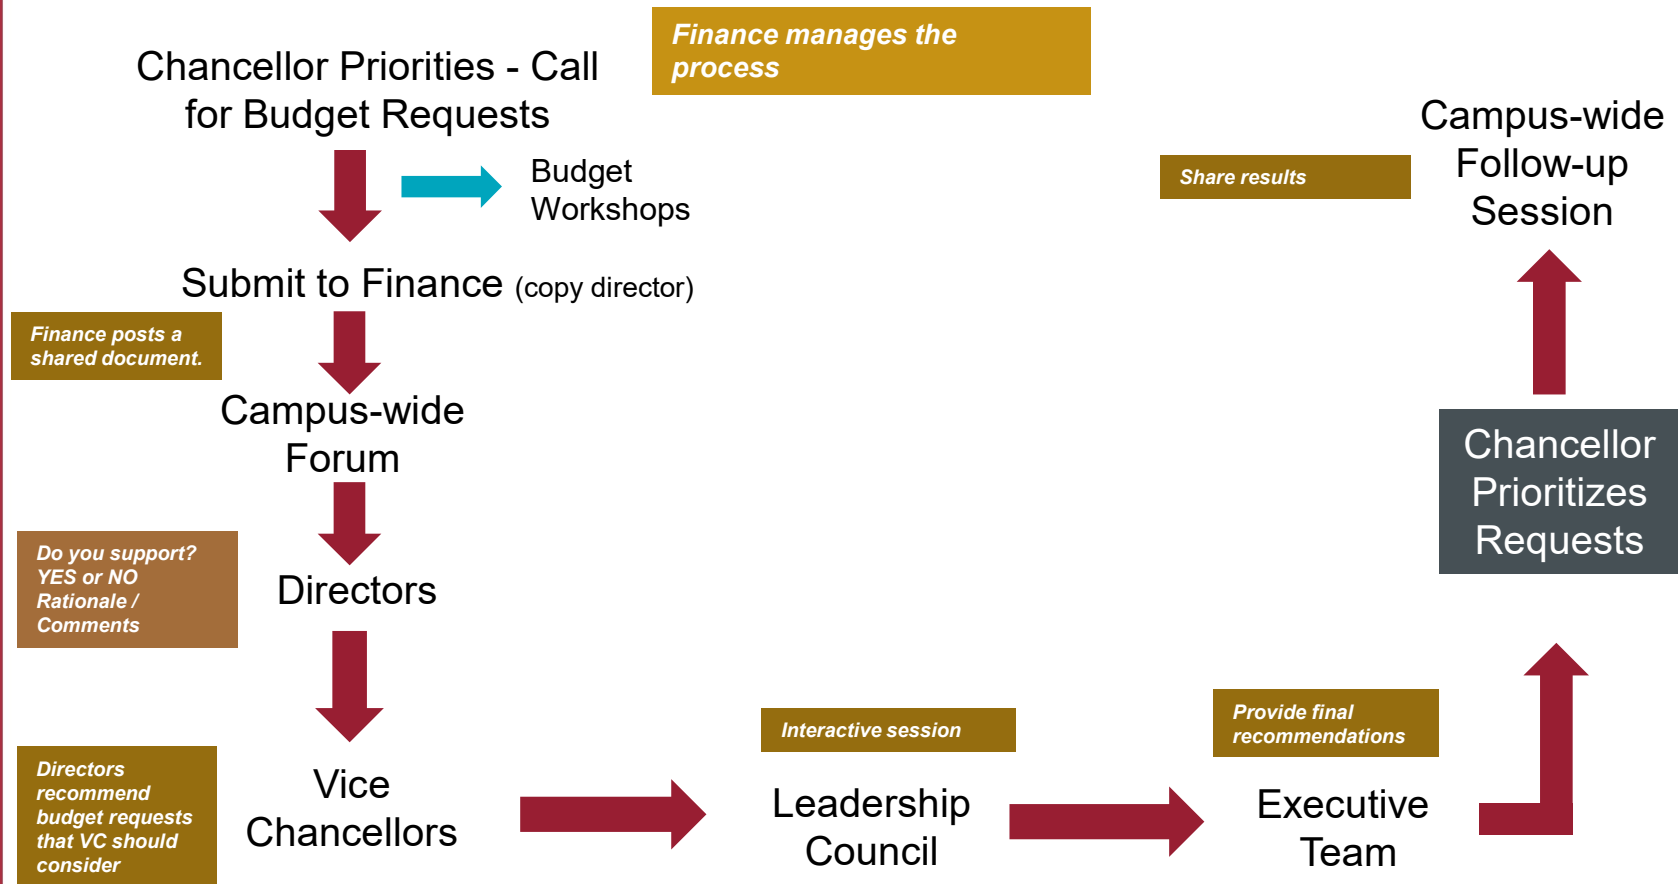 Finance manages the
process
Chancellor Priorities - Call
for Budget Requests
Budget
Workshops
Submit to Finance (copy director)
Finance posts a
shared document.
Campus-wide
Forum
Do you support?
YES or NO
Rationale /
Comments
Directors
Directors
recommend
budget requests
that VC should
consider
Vice
Chancellors
Interactive session
Leadership
Council
Provide final
recommendations
Executive
Team
Chancellor
Prioritizes
Requests
Share results
Campus-wide
Follow-up
Session